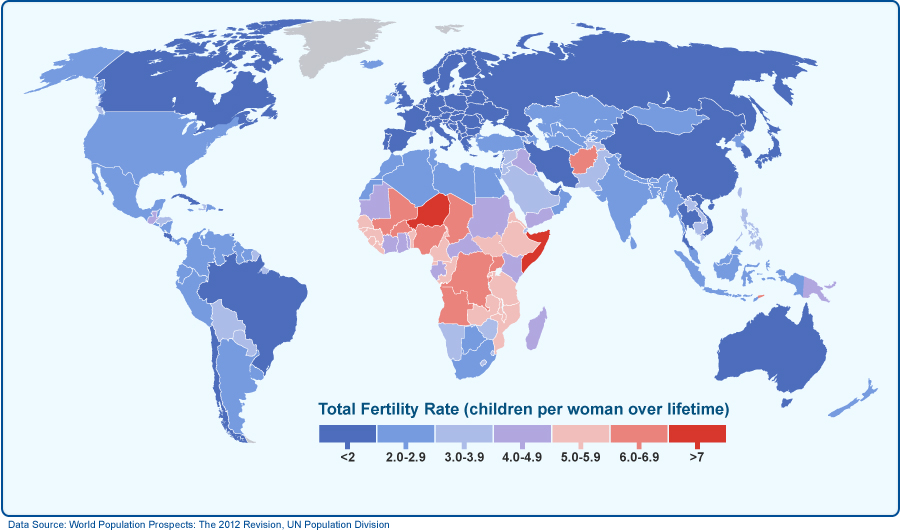 Total Fertility Rate (children per woman over lifetime)
<2 2.0-2.9 3.0-3.9 4.0-4.9 5.0-5.9 6.0-6.9 >7
Data Source: World Population Prospects: The 2012 Revision, UN Population Division